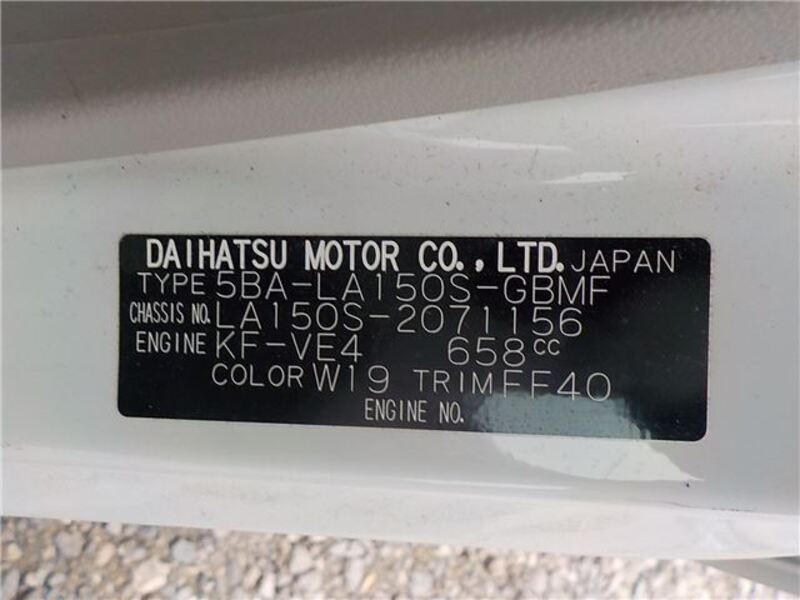 DAIHATSU MOTOR CO., LTD. JAPAN
TYPE 5BA-LA150S-GBMF
CHASSIS NO. LA150S-2071156
ENGINE KF-VE4 658cc
COLOR W19 TRIM FF40
ENGINE NO.